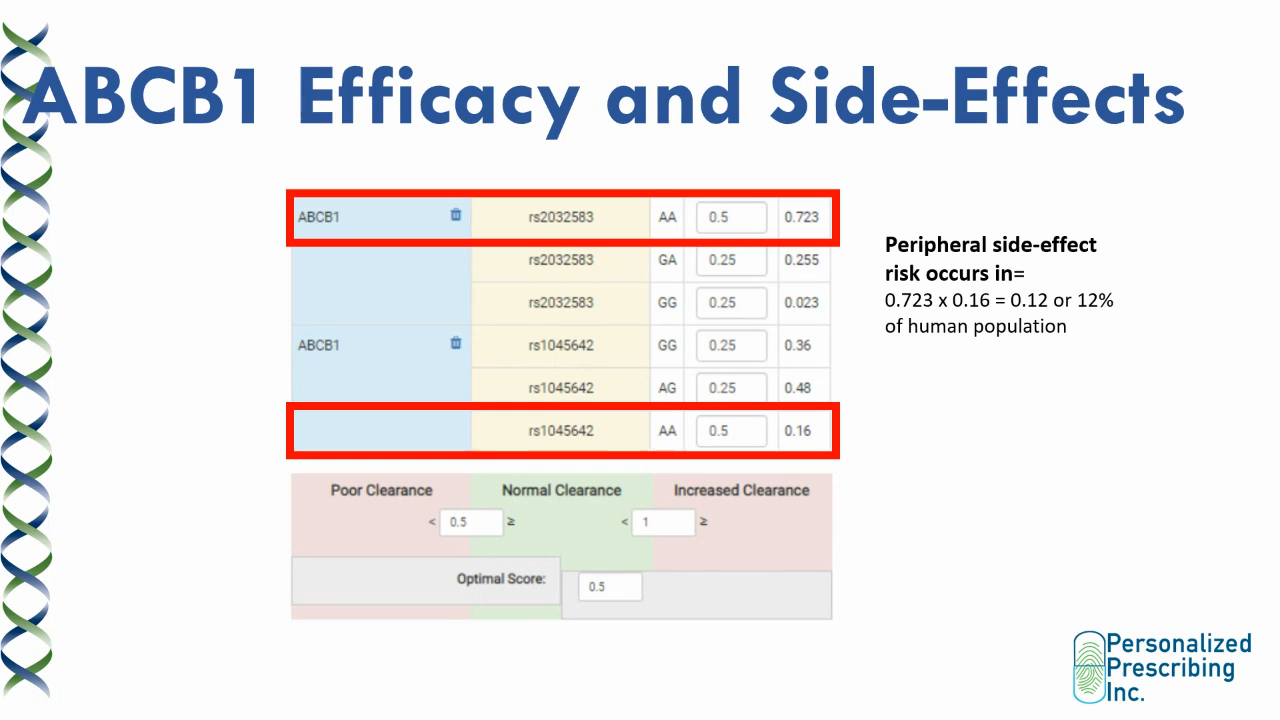 ABCB1 Efficacy and Side-Effects
ABCB1 rs2032583 AA 0.5 0.723
rs2032583 GA 0.25 0.255
rs2032583 GG 0.25 0.023
ABCB1 rs1045642 GG 0.25 0.36
rs1045642 AG 0.25 0.48
rs1045642 AA 0.5 0.16
Peripheral side-effect
risk occurs in=
0.723 x 0.16 = 0.12 or 12%
of human population
Poor Clearance Normal Clearance Increased Clearance
< 0.5 ≥ < 1 ≥
Optimal Score: 0.5
Personalized
Prescribing
Inc.